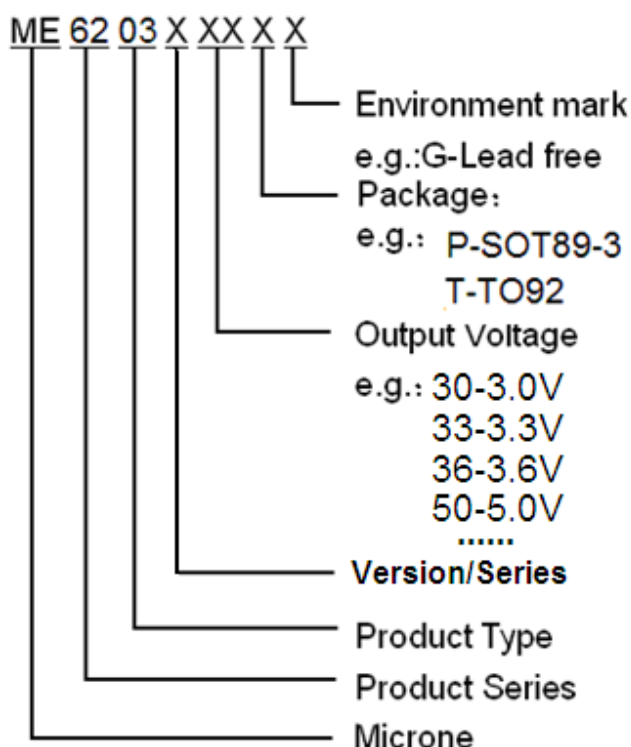 ME 62 03 X XX X X
Environment mark
e.g.:G-Lead free
Package：
e.g.：P-SOT89-3
T-TO92
Output Voltage
e.g.：30-3.0V
33-3.3V
36-3.6V
50-5.0V
......
Version/Series
Product Type
Product Series
Microne